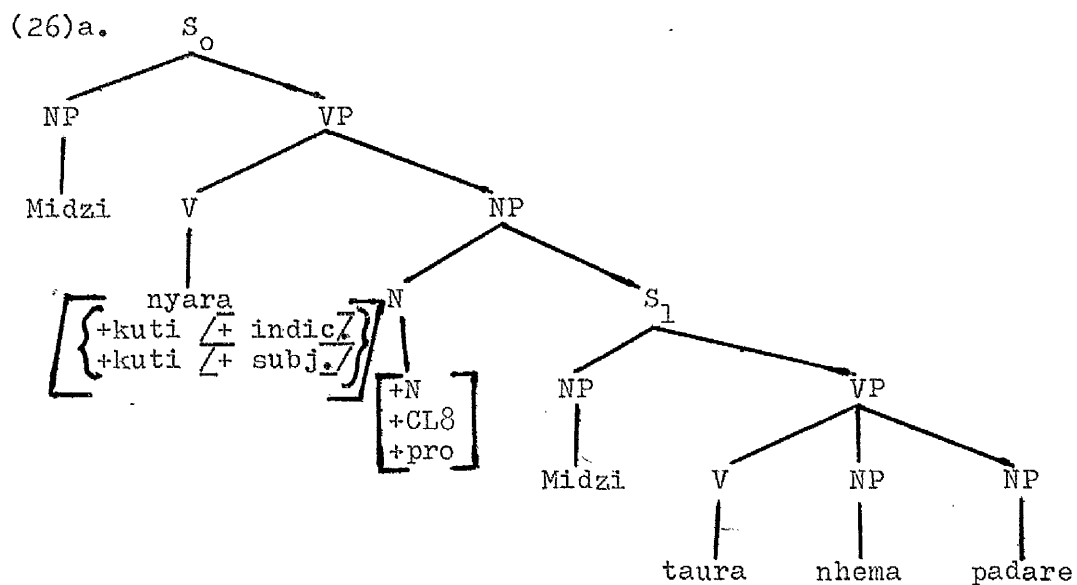 (26)a. S₀
NP VP
Midzi V NP
nyara N S₁
+kuti /+ indic./
+kuti /+ subj./
+N NP VP
+CL8
+pro
Midzi V NP NP
taura nhema padare